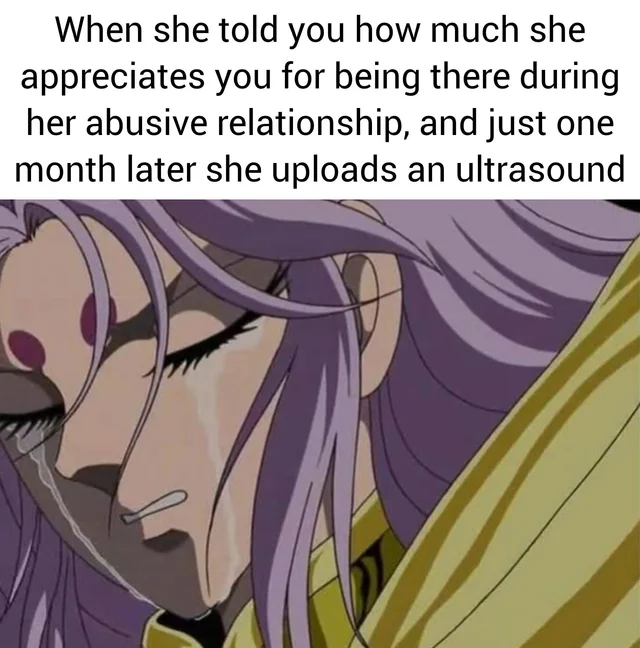 When she told you how much she
appreciates you for being there during
her abusive relationship, and just one
month later she uploads an ultrasound